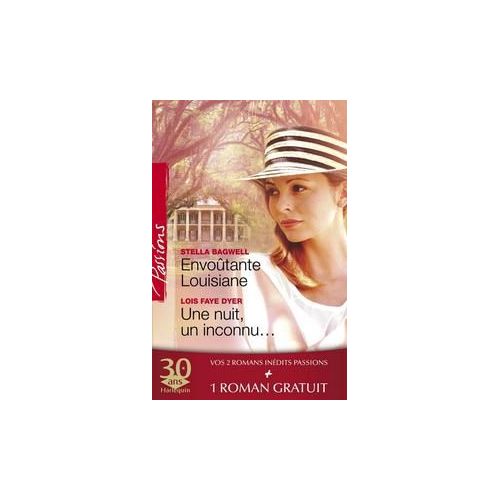 Passions
STELLA BAGWELL
Envoûtante
Louisiane
LOIS FAYE DYER
Une nuit,
un inconnu...
30
ans
Harlequin
VOS 2 ROMANS INÉDITS PASSIONS
+
1 ROMAN GRATUIT